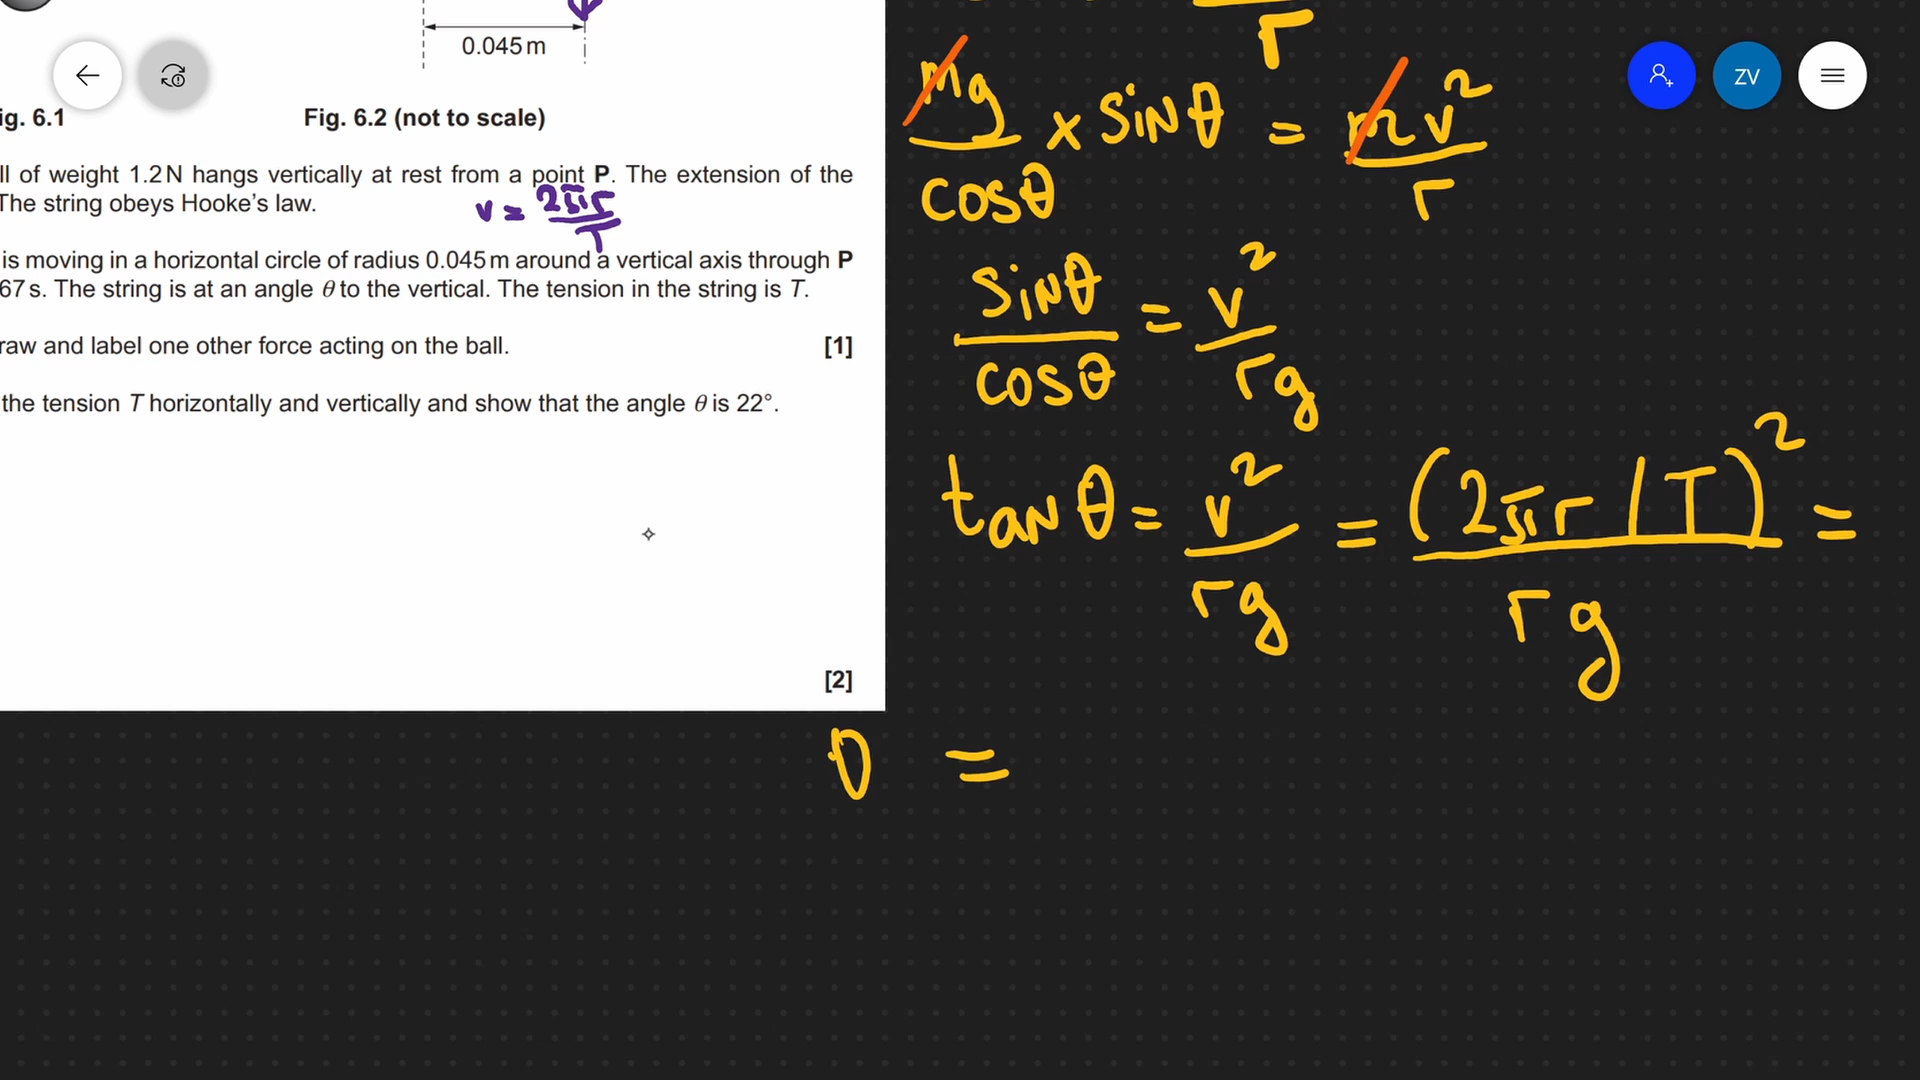 0.045 m
ig. 6.1 Fig. 6.2 (not to scale)
ll of weight 1.2 N hangs vertically at rest from a point P. The extension of the
The string obeys Hooke's law.
v = 2πr / T
is moving in a horizontal circle of radius 0.045 m around a vertical axis through P
67 s. The string is at an angle θ to the vertical. The tension in the string is T.
raw and label one other force acting on the ball. [1]
the tension T horizontally and vertically and show that the angle θ is 22°.
[2]
ZV
r
mg / cosθ × sinθ = mv² / r
sinθ / cosθ = v² / rg
tanθ = v² / rg = (2πr / T)² / rg =
0 =